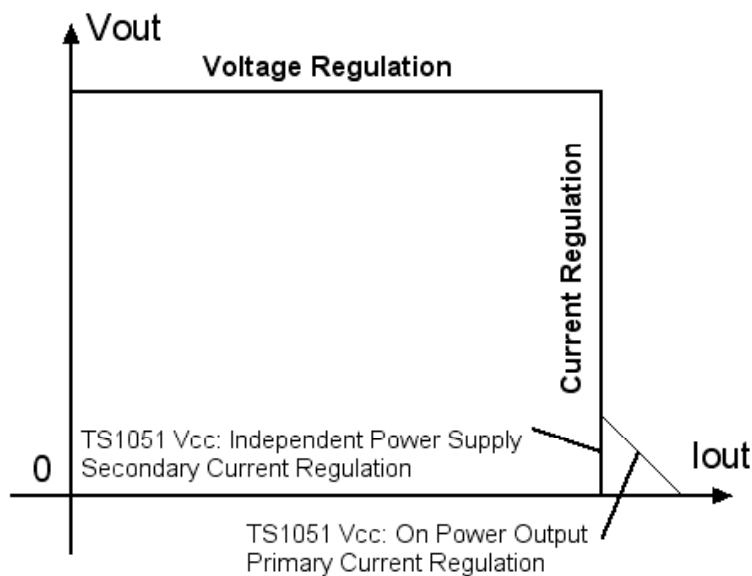 Vout
Voltage Regulation
Current Regulation
TS1051 Vcc: Independent Power Supply
Secondary Current Regulation
0
Iout
TS1051 Vcc: On Power Output
Primary Current Regulation